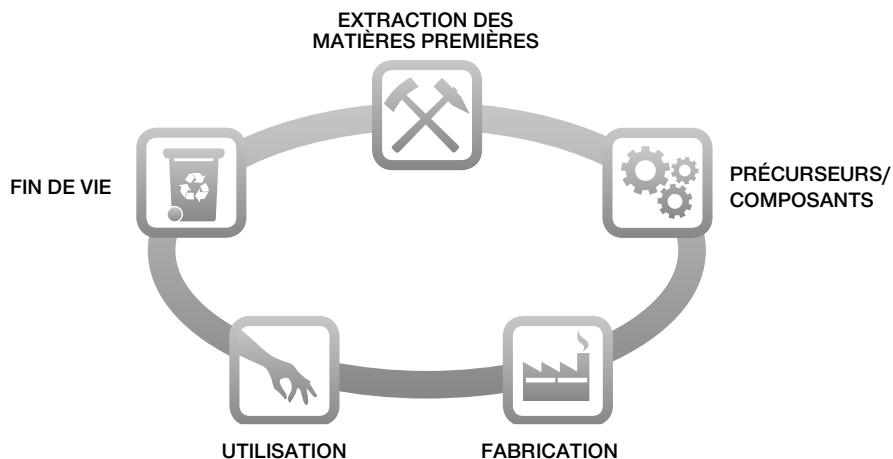 EXTRACTION DES
MATIÈRES PREMIÈRES
PRÉCURSEURS/
COMPOSANTS
FIN DE VIE
UTILISATION
FABRICATION